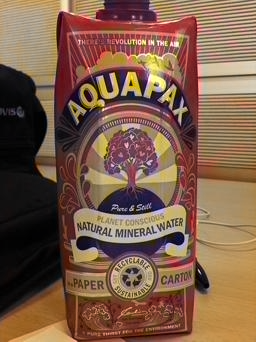 THERE'S REVOLUTION IN THE AIR
AQUAPAX
Pure & Still
PLANET CONSCIOUS
NATURAL MINERAL WATER
PAPER
RECYCLABLE
SUSTAINABLE
CARTON
PURE THIRST FOR THE ENVIRONMENT